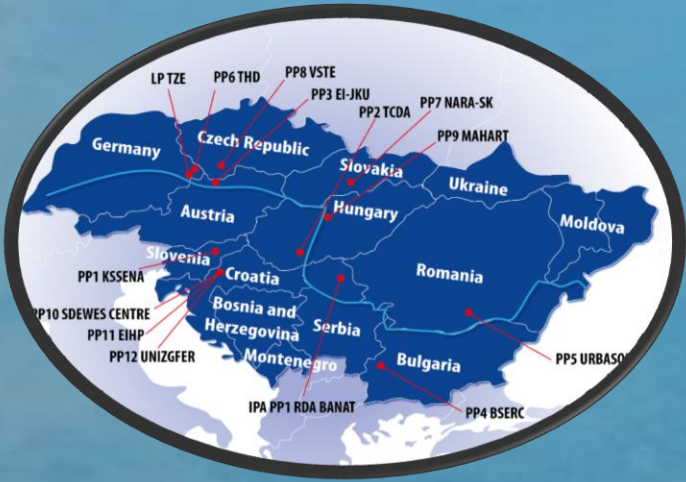 LP TZE
PP6 THD
PP8 VSTE
PP3 EI-JKU
PP2 TCDA
PP7 NARA-SK
PP9 MAHART
Germany
Czech Republic
Slovakia
Ukraine
Austria
Hungary
Moldova
Slovenia
PP1 KSSENA
Croatia
Romania
PP10 SDEWES CENTRE
PP11 EIHP
PP12 UNIZGFER
Bosnia and
Herzegovina
Serbia
Montenegro
Bulgaria
IPA PP1 RDA BANAT
PP4 BSERC
PP5